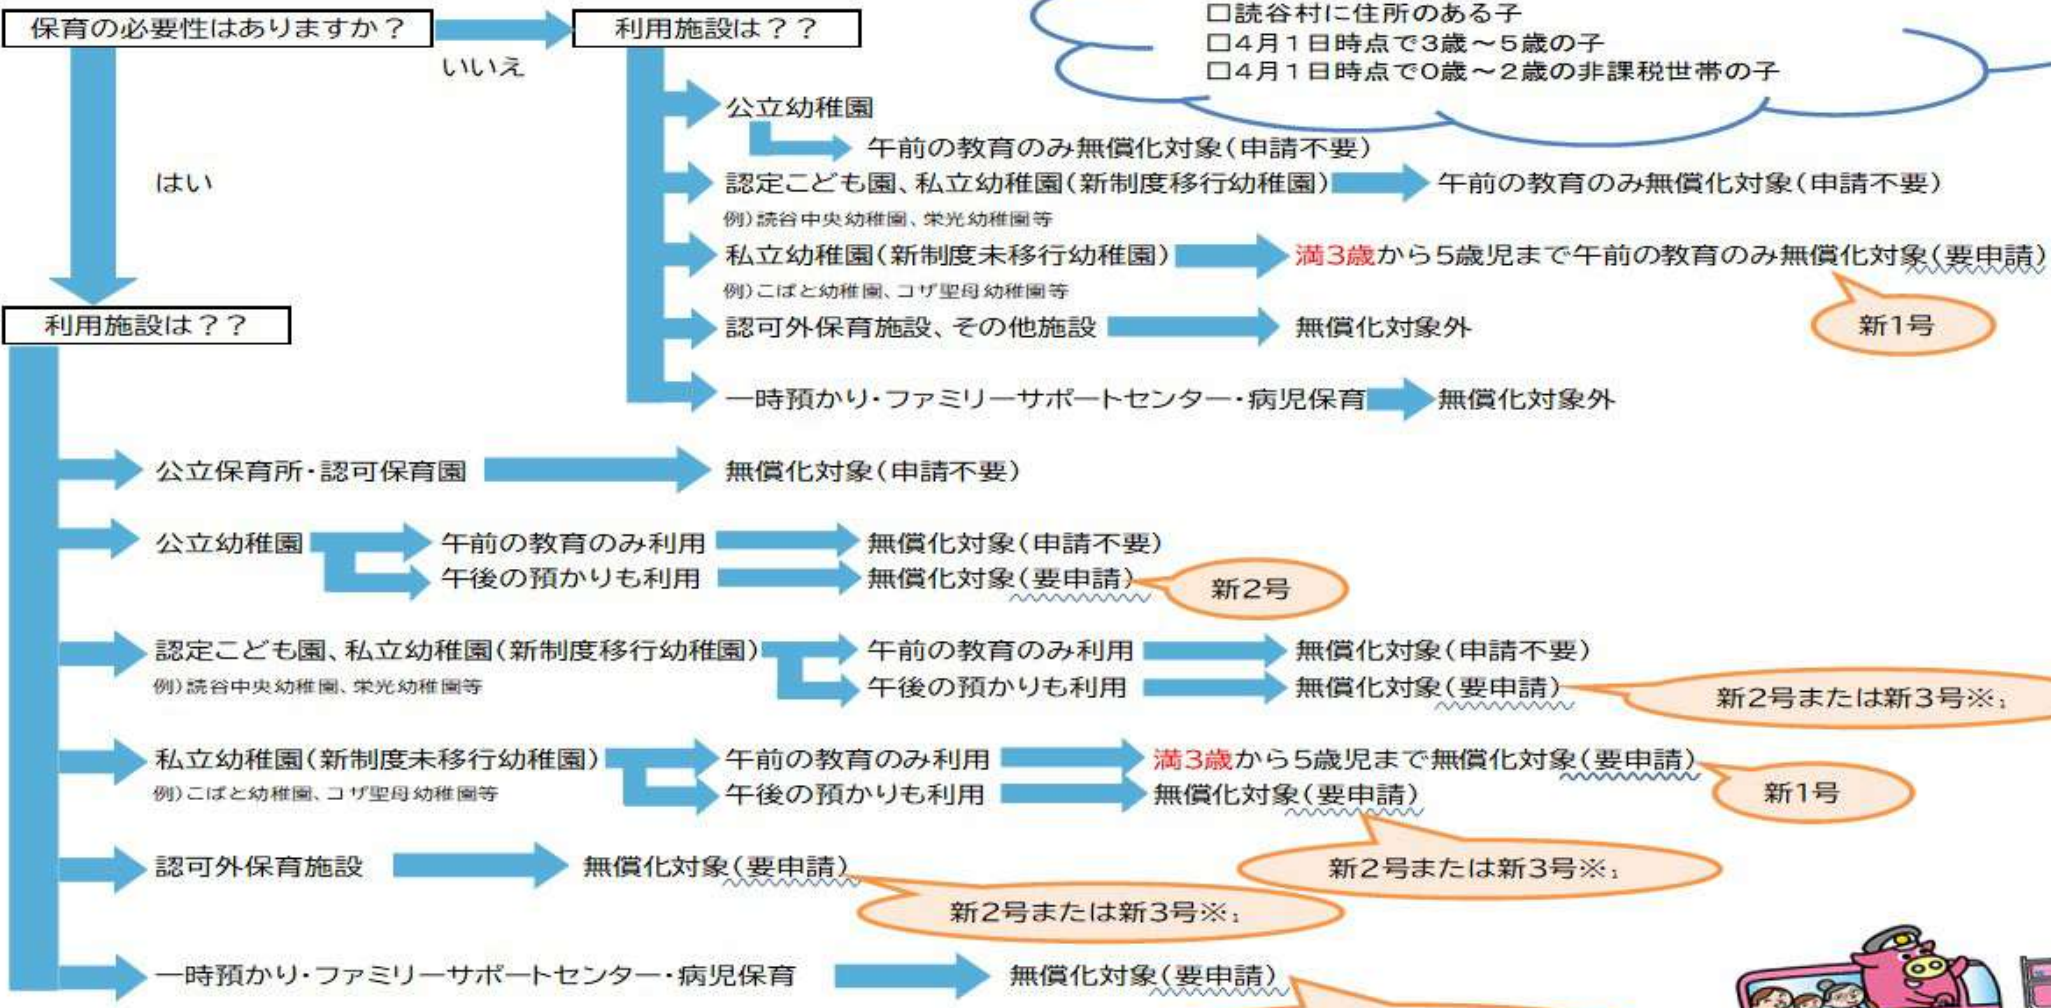 保育の必要性はありますか？
いいえ
利用施設は？？
□読谷村に住所のある子
□4月1日時点で3歳～5歳の子
□4月1日時点で0歳～2歳の非課税世帯の子
公立幼稚園
午前の教育のみ無償化対象(申請不要)
認定こども園、私立幼稚園(新制度移行幼稚園)
午前の教育のみ無償化対象(申請不要)
例)読谷中央幼稚園、栄光幼稚園等
私立幼稚園(新制度未移行幼稚園)
満3歳から5歳児まで午前の教育のみ無償化対象(要申請)
例)こばと幼稚園、コザ聖母幼稚園等
新1号
認可外保育施設、その他施設
無償化対象外
一時預かり・ファミリーサポートセンター・病児保育
無償化対象外
はい
利用施設は？？
公立保育所・認可保育園
無償化対象(申請不要)
公立幼稚園
午前の教育のみ利用
無償化対象(申請不要)
午後の預かりも利用
無償化対象(要申請)
新2号
認定こども園、私立幼稚園(新制度移行幼稚園)
例)読谷中央幼稚園、栄光幼稚園等
午前の教育のみ利用
無償化対象(申請不要)
午後の預かりも利用
無償化対象(要申請)
新2号または新3号※1
私立幼稚園(新制度未移行幼稚園)
例)こばと幼稚園、コザ聖母幼稚園等
午前の教育のみ利用
満3歳から5歳児まで無償化対象(要申請)
新1号
午後の預かりも利用
無償化対象(要申請)
新2号または新3号※1
認可外保育施設
無償化対象(要申請)
新2号または新3号※1
一時預かり・ファミリーサポートセンター・病児保育
無償化対象(要申請)